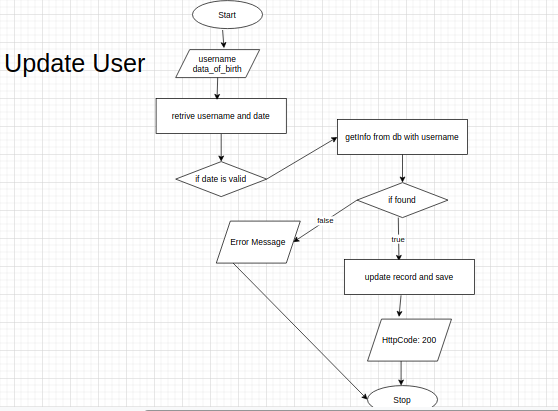 Start
Update User
username
data_of_birth
retrive username and date
getInfo from db with username
if date is valid
if found
false
Error Message
true
update record and save
HttpCode: 200
Stop